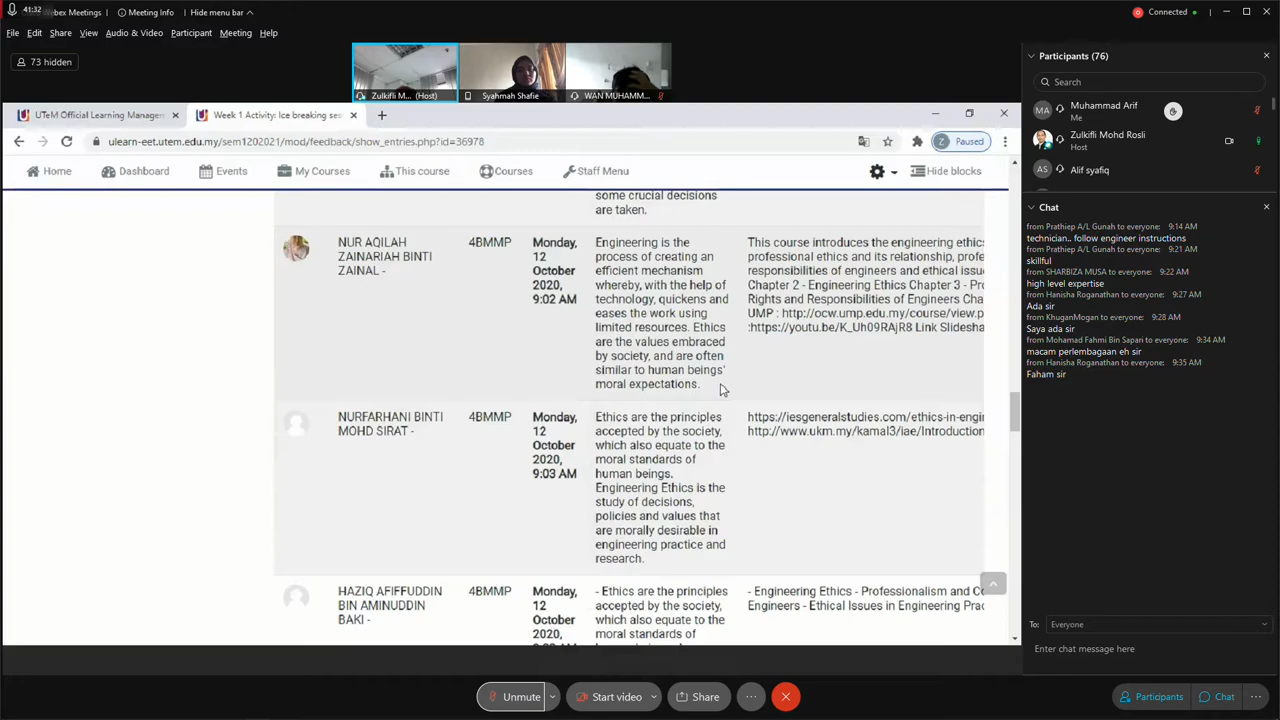 41:32
Webex Meetings
Meeting Info
Hide menu bar
Connected
File Edit Share View Audio & Video Participant Meeting Help
73 hidden
Zulkifli M... (Host)
Syahmah Shafie
WAN MUHAMM...
UTeM Official Learning Managem
Week 1 Activity: Ice breaking ses
ulearn-eet.utem.edu.my/sem1202021/mod/feedback/show_entries.php?id=36978
Z
Paused
Home
Dashboard
Events
My Courses
This course
Courses
Staff Menu
Hide blocks
some crucial decisions
are taken.
NUR AQILAH
ZAINARIAH BINTI
ZAINAL -
4BMMP
Monday,
12
October
2020,
9:02 AM
Engineering is the
process of creating an
efficient mechanism
whereby, with the help of
technology, quickens and
eases the work using
limited resources. Ethics
are the values embraced
by society, and are often
similar to human beings'
moral expectations.
This course introduces the engineering ethics
professional ethics and its relationship, profe
responsibilities of engineers and ethical issue
Chapter 2 - Engineering Ethics Chapter 3 - Pro
Rights and Responsibilities of Engineers Cha
UMP : http://ocw.ump.edu.my/course/view.p
:https://youtu.be/K_Uh09RAjR8 Link Slidesha
NURFARHANI BINTI
MOHD SIRAT -
4BMMP
Monday,
12
October
2020,
9:03 AM
Ethics are the principles
accepted by the society,
which also equate to the
moral standards of
human beings.
Engineering Ethics is the
study of decisions,
policies and values that
are morally desirable in
engineering practice and
research.
https://iesgeneralstudies.com/ethics-in-engin
http://www.ukm.my/kamal3/iae/Introduction
HAZIQ AFIFFUDDIN
BIN AMINUDDIN
BAKI -
4BMMP
Monday,
12
October
2020,
- Ethics are the principles
accepted by the society,
which also equate to the
moral standards of
- Engineering Ethics - Professionalism and Co
Engineers - Ethical Issues in Engineering Prac
Participants (76)
Search
MA
Muhammad Arif
Me
Zulkifli Mohd Rosli
Host
AS
Alif syafiq
Chat
from Prathiep A/L Gunah to everyone: 9:14 AM
technician.. follow engineer instructions
from Prathiep A/L Gunah to everyone: 9:21 AM
skillful
from SHARBIZA MUSA to everyone: 9:22 AM
high level expertise
from Hanisha Roganathan to everyone: 9:27 AM
Ada sir
from KhuganMogan to everyone: 9:28 AM
Saya ada sir
from Mohamad Fahmi Bin Sapari to everyone: 9:34 AM
macam perlembagaan eh sir
from Hanisha Roganathan to everyone: 9:35 AM
Faham sir
To: Everyone
Enter chat message here
Unmute
Start video
Share
Participants
Chat